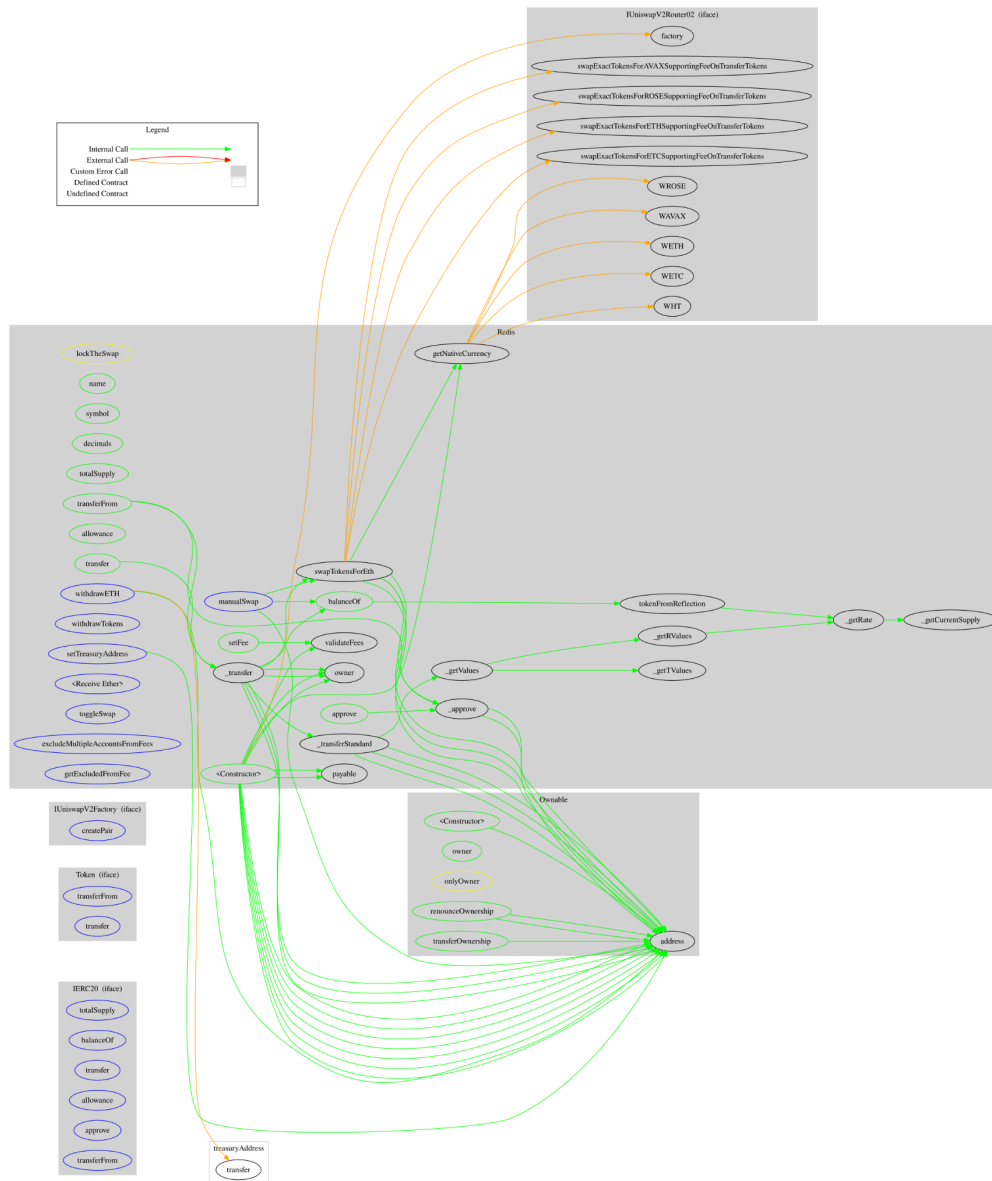 IUniswapV2Router02 (iface)
factory
swapExactTokensForAVAXSupportingFeeOnTransferTokens
swapExactTokensForROSESupportingFeeOnTransferTokens
swapExactTokensForETHSupportingFeeOnTransferTokens
swapExactTokensForETCSupportingFeeOnTransferTokens
WROSE
WAVAX
WETH
WETC
WHT
Legend
Internal Call
External Call
Custom Error Call
Defined Contract
Undefined Contract
Redis
getNativeCurrency
lockTheSwap
name
symbol
decimals
totalSupply
transferFrom
allowance
transfer
withdrawETH
withdrawTokens
setTreasuryAddress
<Receive Ether>
toggleSwap
excludeMultipleAccountsFromFees
getExcludedFromFee
manualSwap
setFee
_transfer
<Constructor>
swapTokensForEth
balanceOf
validateFees
owner
approve
_transferStandard
payable
_getValues
_approve
tokenFromReflection
_getRValues
_getTValues
_getRate
_getCurrentSupply
IUniswapV2Factory (iface)
createPair
Token (iface)
transferFrom
transfer
IERC20 (iface)
totalSupply
balanceOf
transfer
allowance
approve
transferFrom
Ownable
<Constructor>
owner
onlyOwner
renounceOwnership
transferOwnership
address
treasuryAddress
transfer